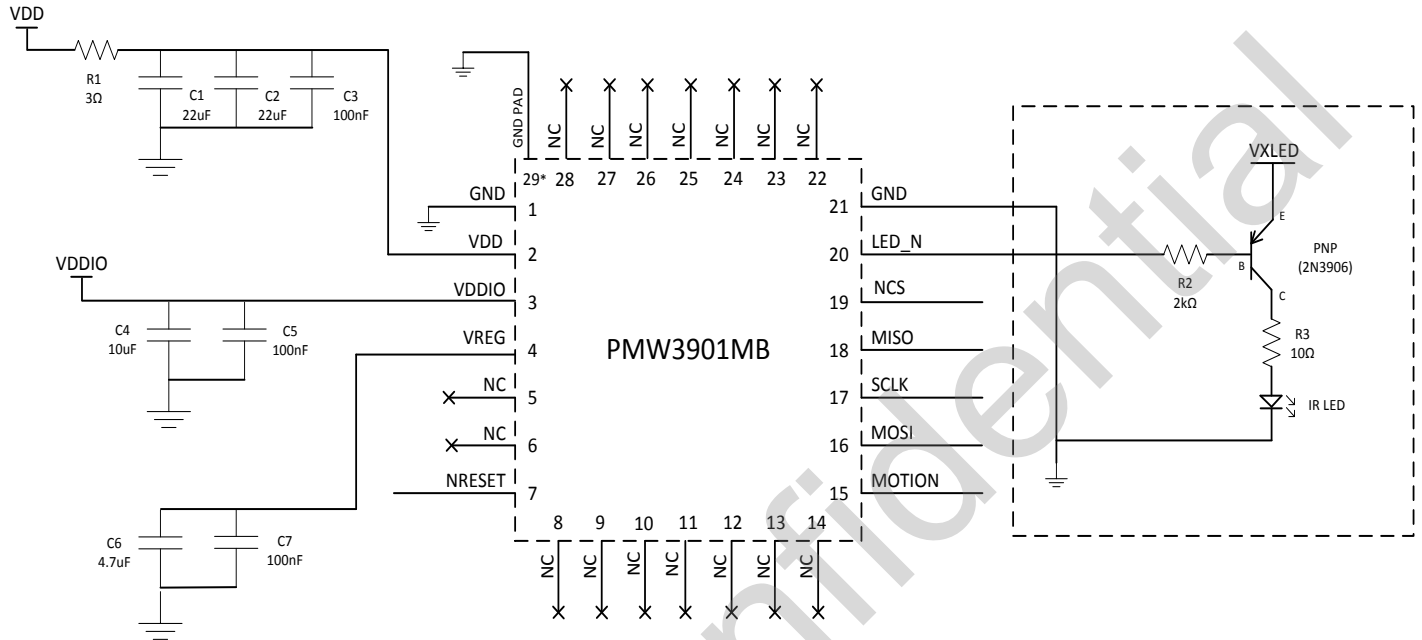 VDD
R1
3Ω
C1
22uF
C2
22uF
C3
100nF
GND PAD
NC
NC
NC
NC
NC
NC
NC
29* 28 27 26 25 24 23 22
GND
1
VDD
2
VDDIO
VDDIO
3
C4
10uF
C5
100nF
VREG
4
NC
5
NC
6
NRESET
7
C6
4.7uF
C7
100nF
PMW3901MB
21
GND
20
LED_N
19
NCS
18
MISO
17
SCLK
16
MOSI
15
MOTION
8 9 10 11 12 13 14
NC
NC
NC
NC
NC
NC
NC
VXLED
E
PNP
(2N3906)
B
C
R2
2kΩ
R3
10Ω
IR LED
nfidential